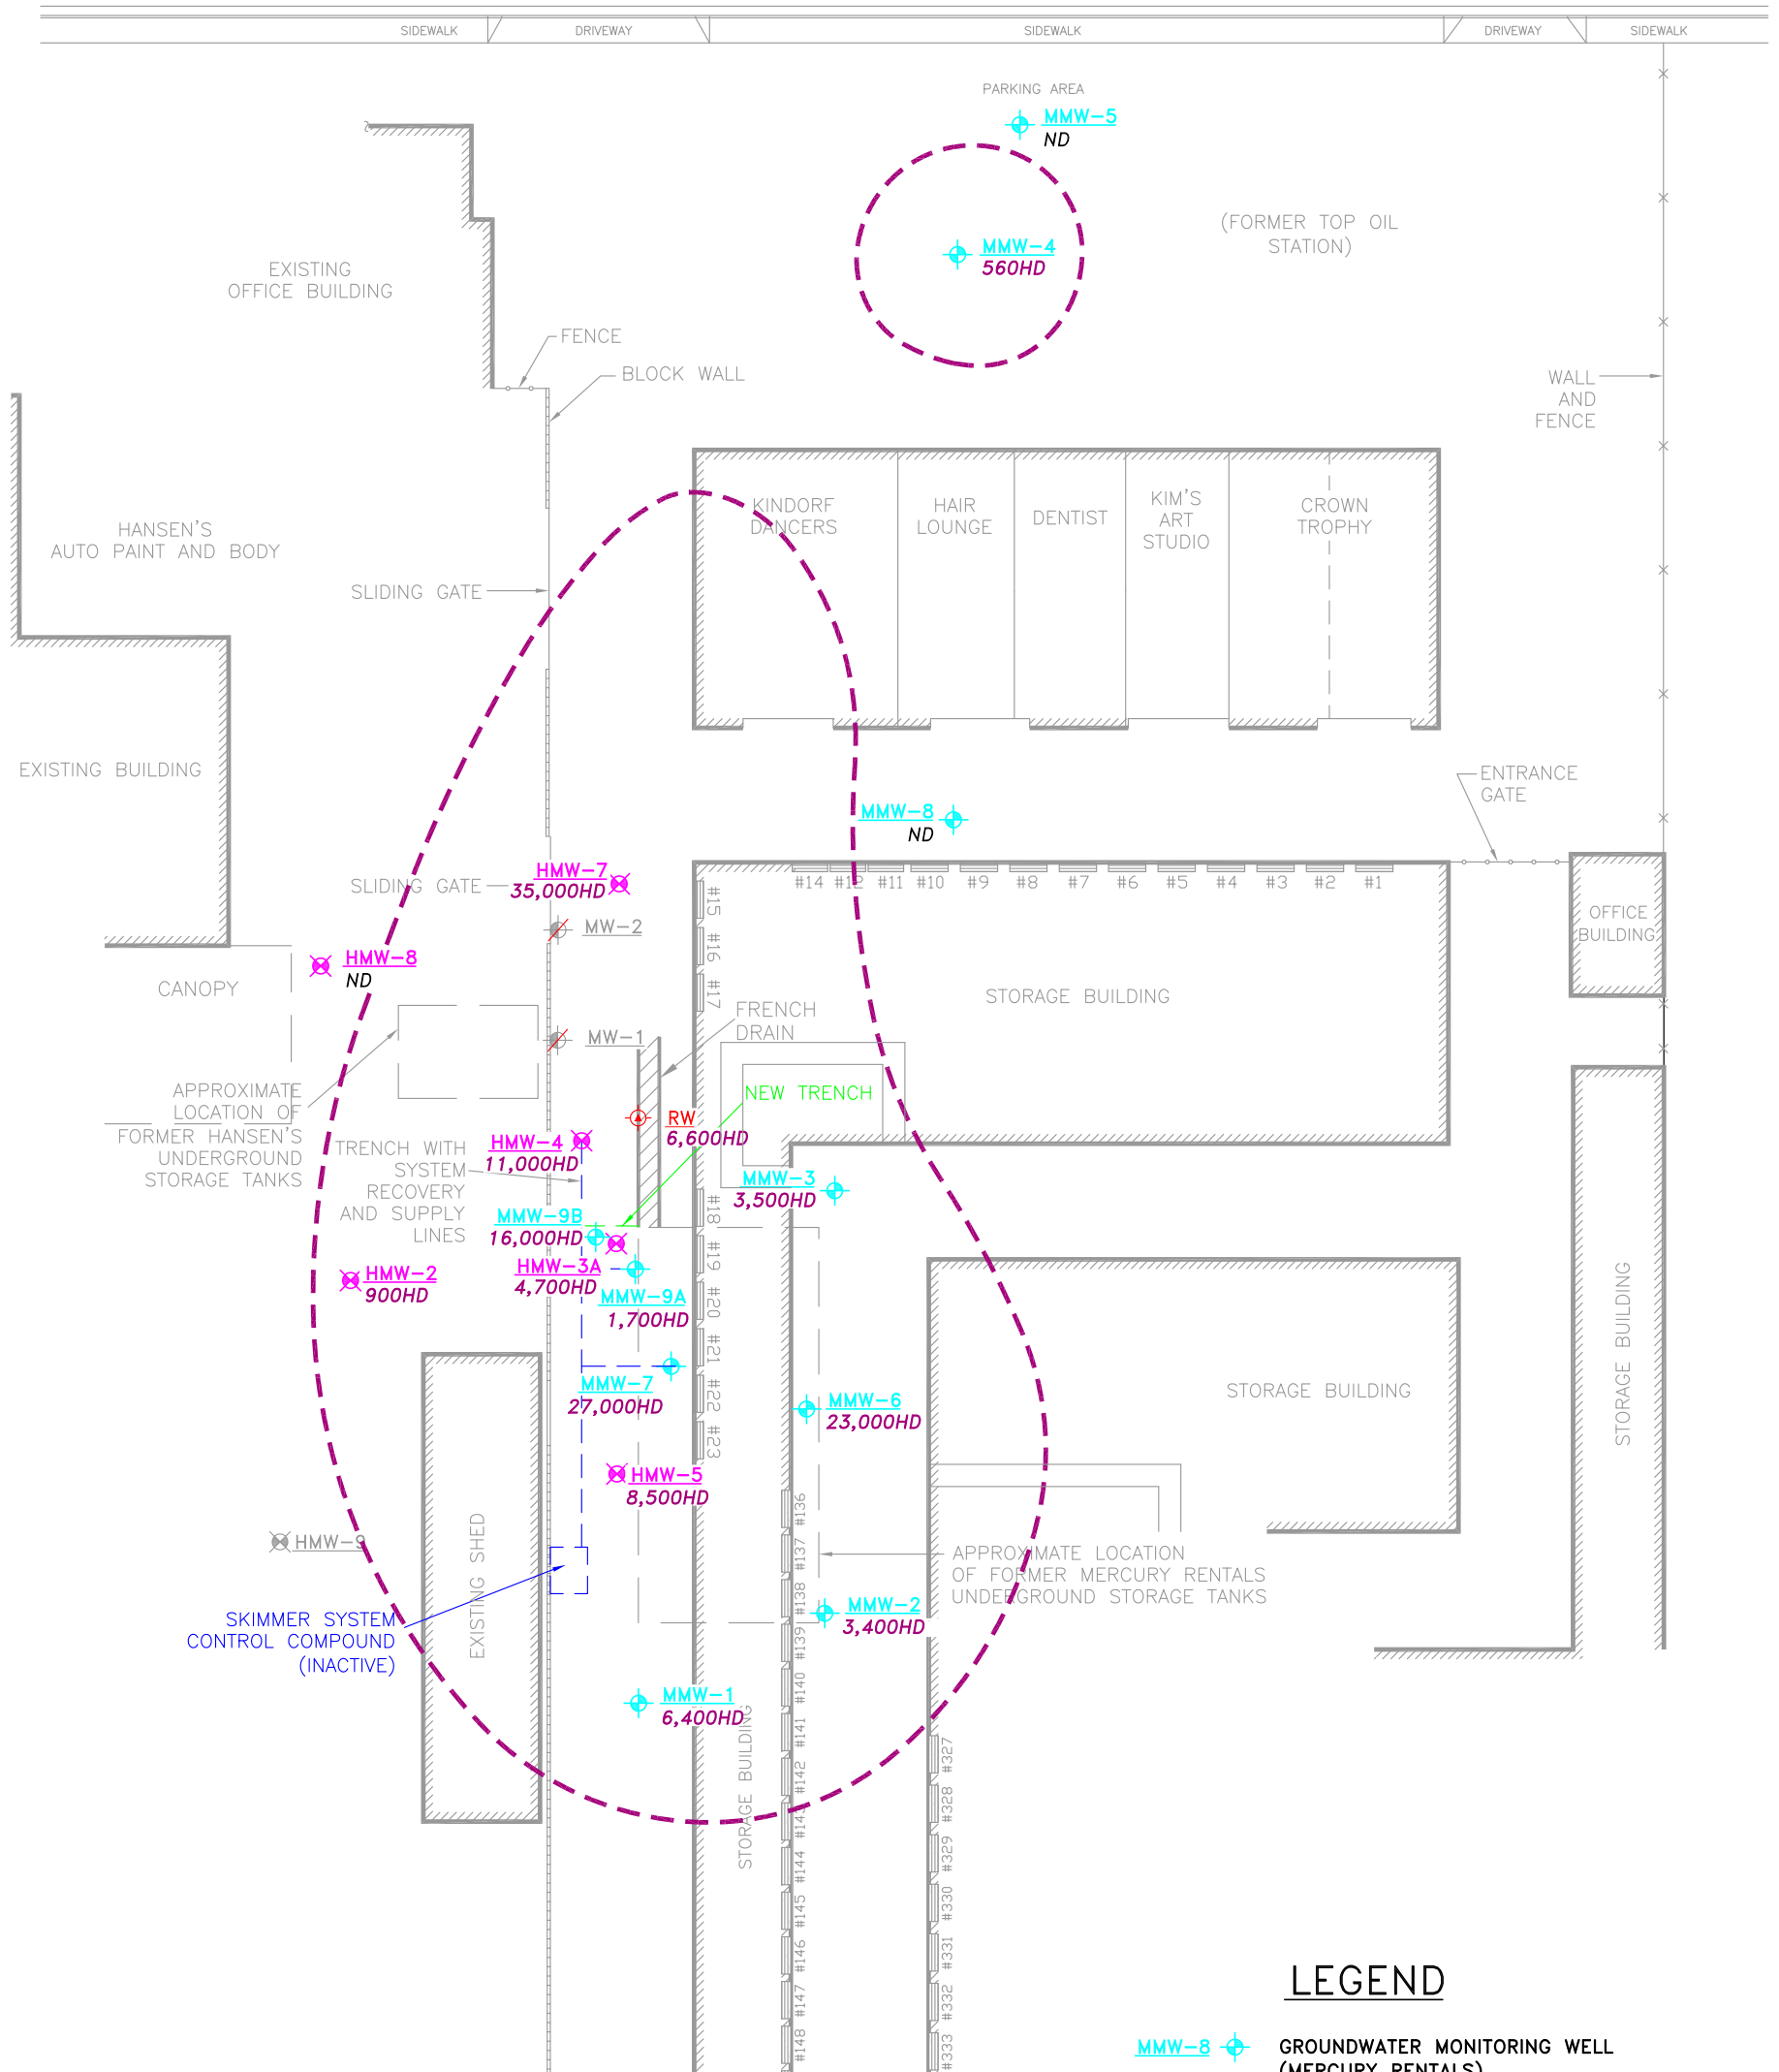 SIDEWALK
DRIVEWAY
SIDEWALK
DRIVEWAY
SIDEWALK
PARKING AREA
MMW-5
ND
(FORMER TOP OIL
STATION)
MMW-4
560HD
EXISTING
OFFICE BUILDING
FENCE
BLOCK WALL
WALL
AND
FENCE
KINDORF
DANCERS
HAIR
LOUNGE
DENTIST
KIM'S
ART
STUDIO
CROWN
TROPHY
HANSEN'S
AUTO PAINT AND BODY
SLIDING GATE
EXISTING BUILDING
ENTRANCE
GATE
MMW-8
ND
HMW-7
35,000HD
SLIDING GATE
#14
#12
#11
#10
#9
#8
#7
#6
#5
#4
#3
#2
#1
#15
#16
#17
OFFICE
BUILDING
MW-2
HMW-8
ND
CANOPY
STORAGE BUILDING
FRENCH
DRAIN
MW-1
APPROXIMATE
LOCATION OF
FORMER HANSEN'S
UNDERGROUND
STORAGE TANKS
NEW TRENCH
RW
6,600HD
TRENCH WITH
SYSTEM
RECOVERY
AND SUPPLY
LINES
HMW-4
11,000HD
MMW-3
3,500HD
MMW-9B
16,000HD
HMW-3A
4,700HD
MMW-9A
1,700HD
#18
#19
#20
#21
#22
#23
HMW-2
900HD
MMW-7
27,000HD
MMW-6
23,000HD
STORAGE BUILDING
STORAGE BUILDING
HMW-5
8,500HD
HMW-9
EXISTING SHED
APPROXIMATE LOCATION
OF FORMER MERCURY RENTALS
UNDERGROUND STORAGE TANKS
SKIMMER SYSTEM
CONTROL COMPOUND
(INACTIVE)
MMW-2
3,400HD
MMW-1
6,400HD
STORAGE BUILDING
#136
#137
#138
#139
#140
#141
#142
#143
#144
#145
#146
#147
#148
#327
#328
#329
#330
#331
#332
#333
LEGEND
MMW-8
GROUNDWATER MONITORING WELL
(MERCURY RENTALS)